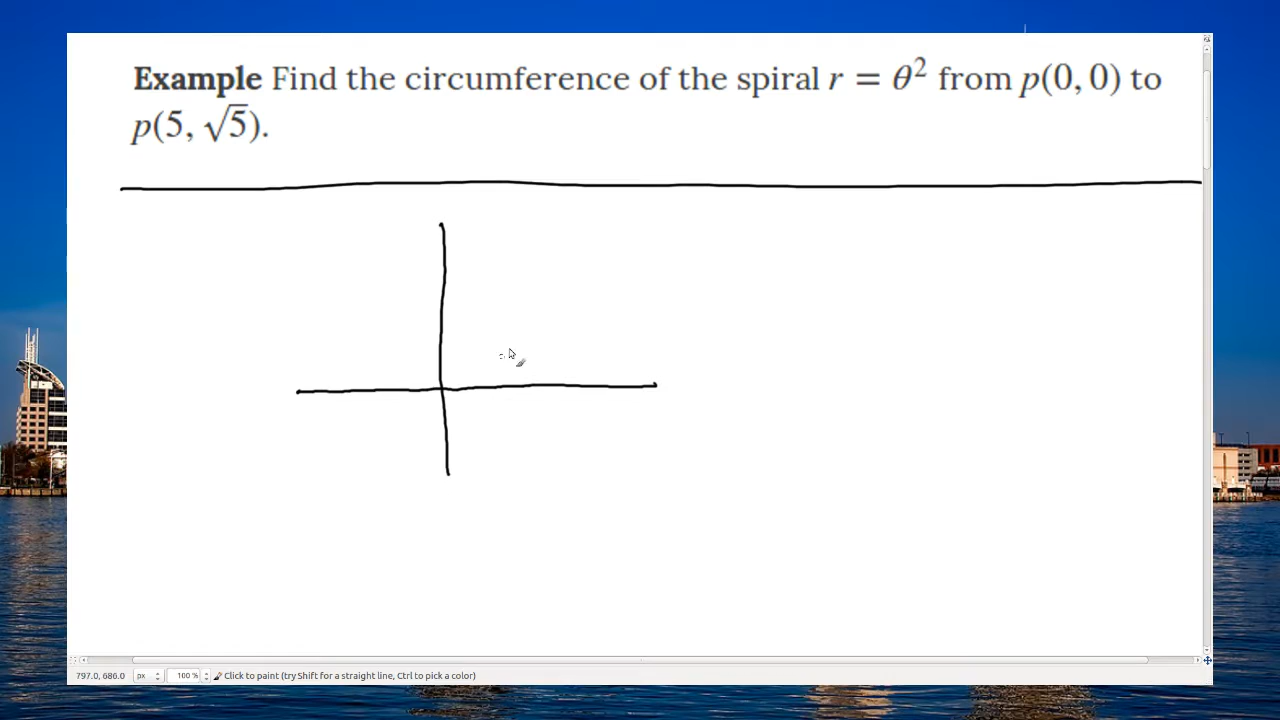 Example Find the circumference of the spiral r = θ² from p(0, 0) to
p(5, √5).
797.0, 686.0 px 100 % Click to paint (try Shift for a straight line, Ctrl to pick a color)